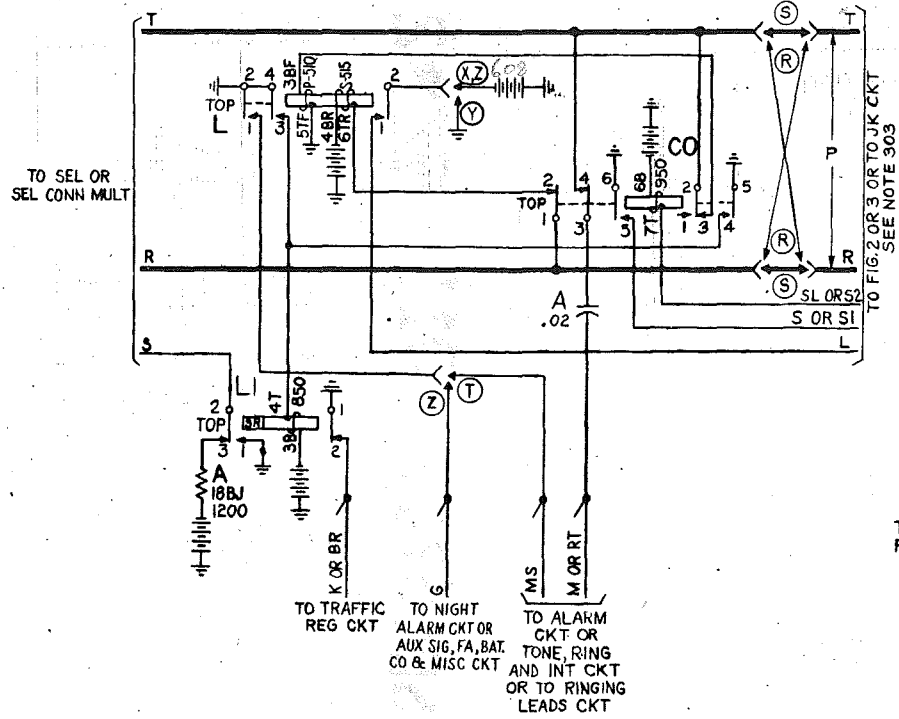 T
S
T
R
2 4
TOP
L
1 3
3BF
P-510
S-515
5TF
4BR
6TR
2
1
X,Z
608
Y
TO SEL OR
SEL CONN MULT
CO
2 4
TOP
1 3
6
5
68
950
7T
2
5
1 3 4
P
R
R
R
S
TO FIG. 2 OR 3 OR TO JK CKT
SEE NOTE 303
SL OR S2
S OR S1
L
A
.02
S
L1
2
TOP
3 1
SR
4T
850
3B
1
2
Z
T
A
18BJ
1200
K OR BR
G
MS
M OR RT
TO TRAFFIC
REG CKT
TO NIGHT
ALARM CKT OR
AUX SIG, FA, BAT.
CO & MISC CKT
TO ALARM
CKT OR
TONE, RING
AND INT CKT
OR TO RINGING
LEADS CKT